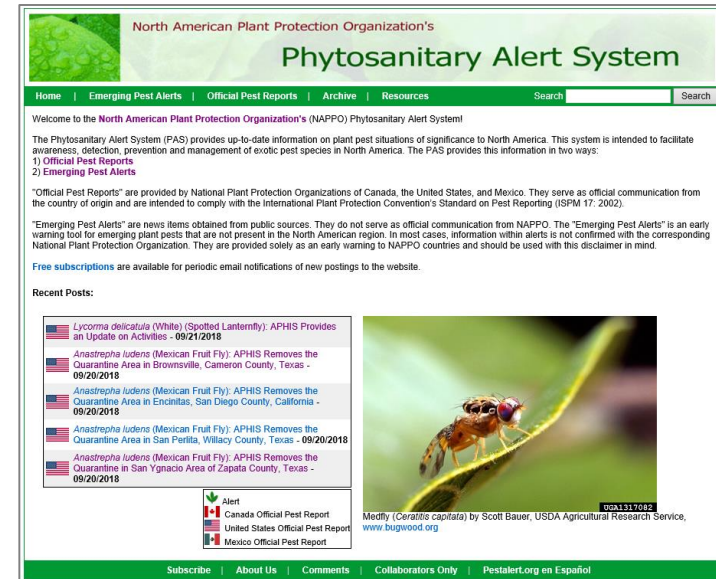 North American Plant Protection Organization's
Phytosanitary Alert System
Home | Emerging Pest Alerts | Official Pest Reports | Archive | Resources Search Search
Welcome to the North American Plant Protection Organization's (NAPPO) Phytosanitary Alert System!
The Phytosanitary Alert System (PAS) provides up-to-date information on plant pest situations of significance to North America. This system is intended to facilitate
awareness, detection, prevention and management of exotic pest species in North America. The PAS provides this information in two ways:
1) Official Pest Reports
2) Emerging Pest Alerts
"Official Pest Reports" are provided by National Plant Protection Organizations of Canada, the United States, and Mexico. They serve as official communication from
the country of origin and are intended to comply with the International Plant Protection Convention's Standard on Pest Reporting (ISPM 17: 2002).
"Emerging Pest Alerts" are news items obtained from public sources. They do not serve as official communication from NAPPO. The "Emerging Pest Alerts" is an early
warning tool for emerging plant pests that are not present in the North American region. In most cases, information within alerts is not confirmed with the corresponding
National Plant Protection Organization. They are provided solely as an early warning to NAPPO countries and should be used with this disclaimer in mind.
Free subscriptions are available for periodic email notifications of new postings to the website.
Recent Posts:
Lycorma delicatula (White) (Spotted Lanternfly): APHIS Provides
an Update on Activities - 09/21/2018
Anastrepha ludens (Mexican Fruit Fly): APHIS Removes the
Quarantine Area in Brownsville, Cameron County, Texas -
09/20/2018
Anastrepha ludens (Mexican Fruit Fly): APHIS Removes the
Quarantine Area in Encinitas, San Diego County, California -
09/20/2018
Anastrepha ludens (Mexican Fruit Fly): APHIS Removes the
Quarantine Area in San Perlita, Willacy County, Texas - 09/20/2018
Anastrepha ludens (Mexican Fruit Fly): APHIS Removes the
Quarantine in San Ygnacio Area of Zapata County, Texas -
09/20/2018
Alert
Canada Official Pest Report
United States Official Pest Report
Mexico Official Pest Report
UGA1317082
Medfly (Ceratitis capitata) by Scott Bauer, USDA Agricultural Research Service,
www.bugwood.org
Subscribe | About Us | Comments | Collaborators Only | Pestalert.org en Español